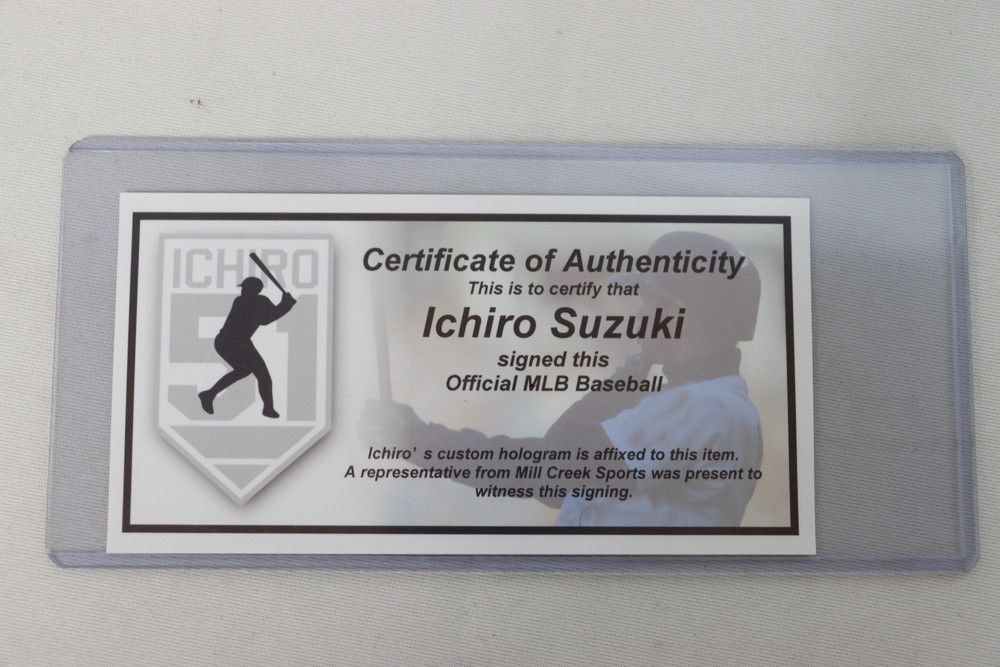 ICHIRO
51
Certificate of Authenticity
This is to certify that
Ichiro Suzuki
signed this
Official MLB Baseball
Ichiro’ s custom hologram is affixed to this item.
A representative from Mill Creek Sports was present to
witness this signing.